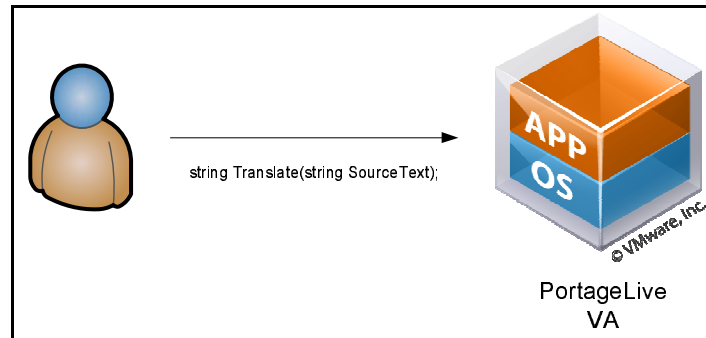 string Translate(string SourceText);
APP
OS
© VMware, Inc.
PortageLive
VA